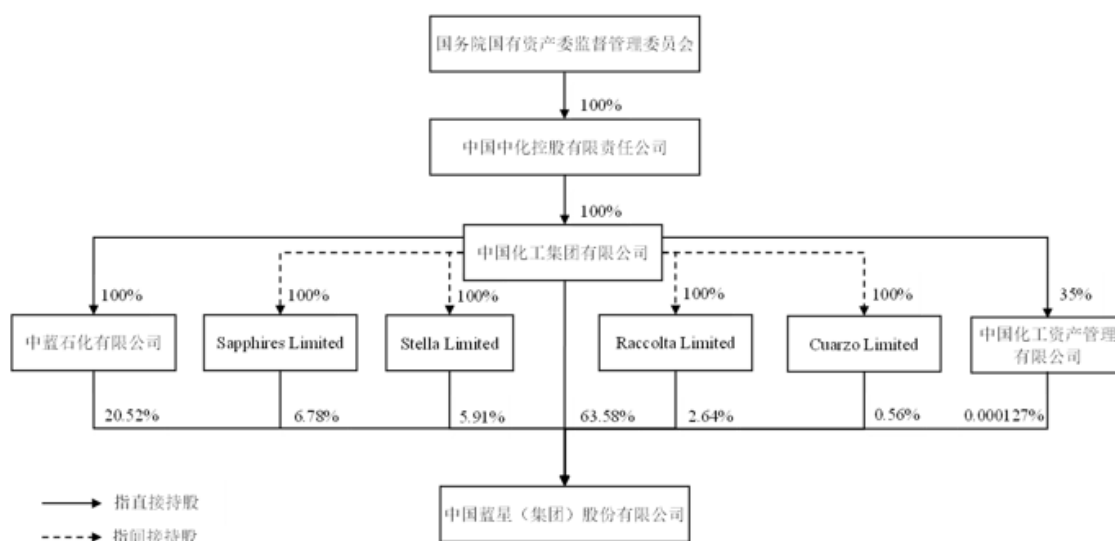 国务院国有资产委监督管理委员会
100%
中国中化控股有限责任公司
100%
中国化工集团有限公司
100%
100%
100%
100%
100%
35%
中蓝石化有限公司
Sapphires Limited
Stella Limited
Raccolta Limited
Cuarzo Limited
中国化工资产管理
有限公司
20.52%
6.78%
5.91%
63.58%
2.64%
0.56%
0.000127%
中国蓝星（集团）股份有限公司
指直接持股
指间接持股